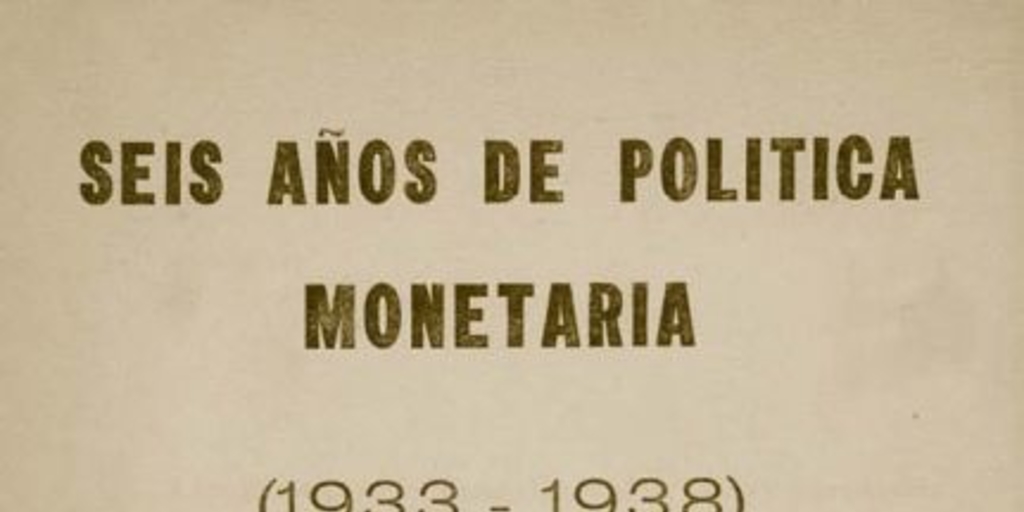 SEIS AÑOS DE POLITICA
MONETARIA
(1933 - 1938)